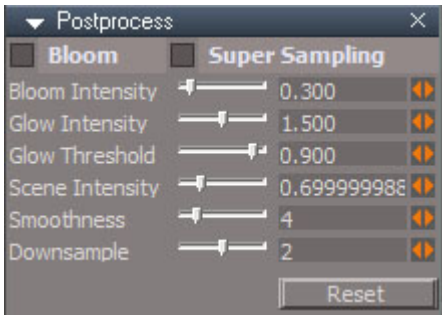 Postprocess
Bloom Super Sampling
Bloom Intensity 0.300
Glow Intensity 1.500
Glow Threshold 0.900
Scene Intensity 0.699999988
Smoothness 4
Downsample 2
Reset